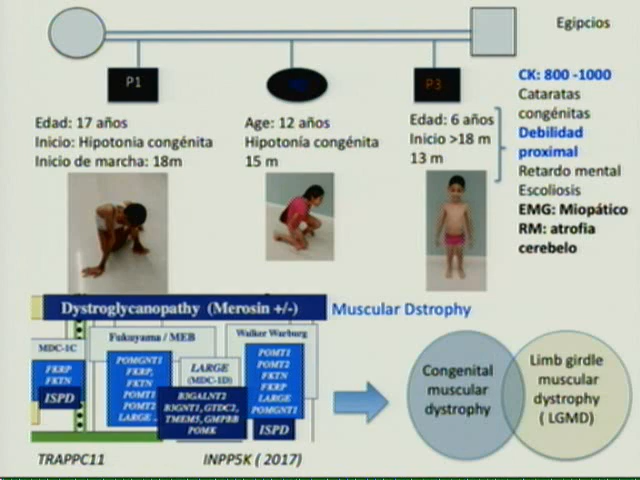 Egipcios
P1
P3
Edad: 17 años
Inicio: Hipotonia congénita
Inicio de marcha: 18m
Age: 12 años
Hipotonía congénita
15 m
Edad: 6 años
Inicio >18 m
13 m
CK: 800 -1000
Cataratas
congénitas
Debilidad
proximal
Retardo mental
Escoliosis
EMG: Miopático
RM: atrofia
cerebelo
Dystroglycanopathy (Merosin +/-)
Muscular Dstrophy
MDC-1C
FKRP
FKTN
ISPD
Fukuyama / MEB
POMGNT1
FKRP,
FKTN
POMT1
POMT2
LARGE
LARGE
(MDC-1D)
B3GALNT2
B3GNT1, GTDC2,
TMEM5, GMPBB
POMK
Walker Warburg
POMT1
POMT2
FKTN
FKRP
LARGE
POMGNT1
ISPD
Congenital
muscular
dystrophy
Limb girdle
muscular
dystrophy
( LGMD)
TRAPPC11
INPP5K ( 2017)